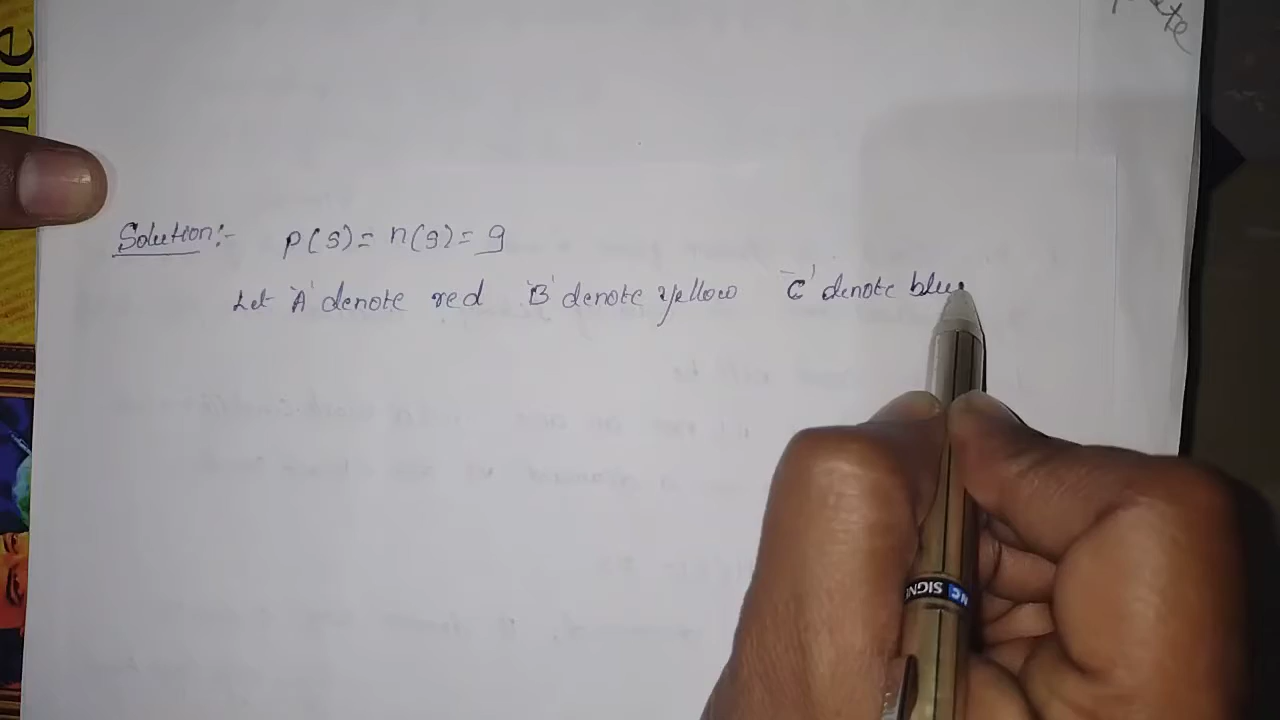 Solution:- p(s) = n(s) = 9
Let 'A' denote red 'B' denote yellow 'C' denote blue